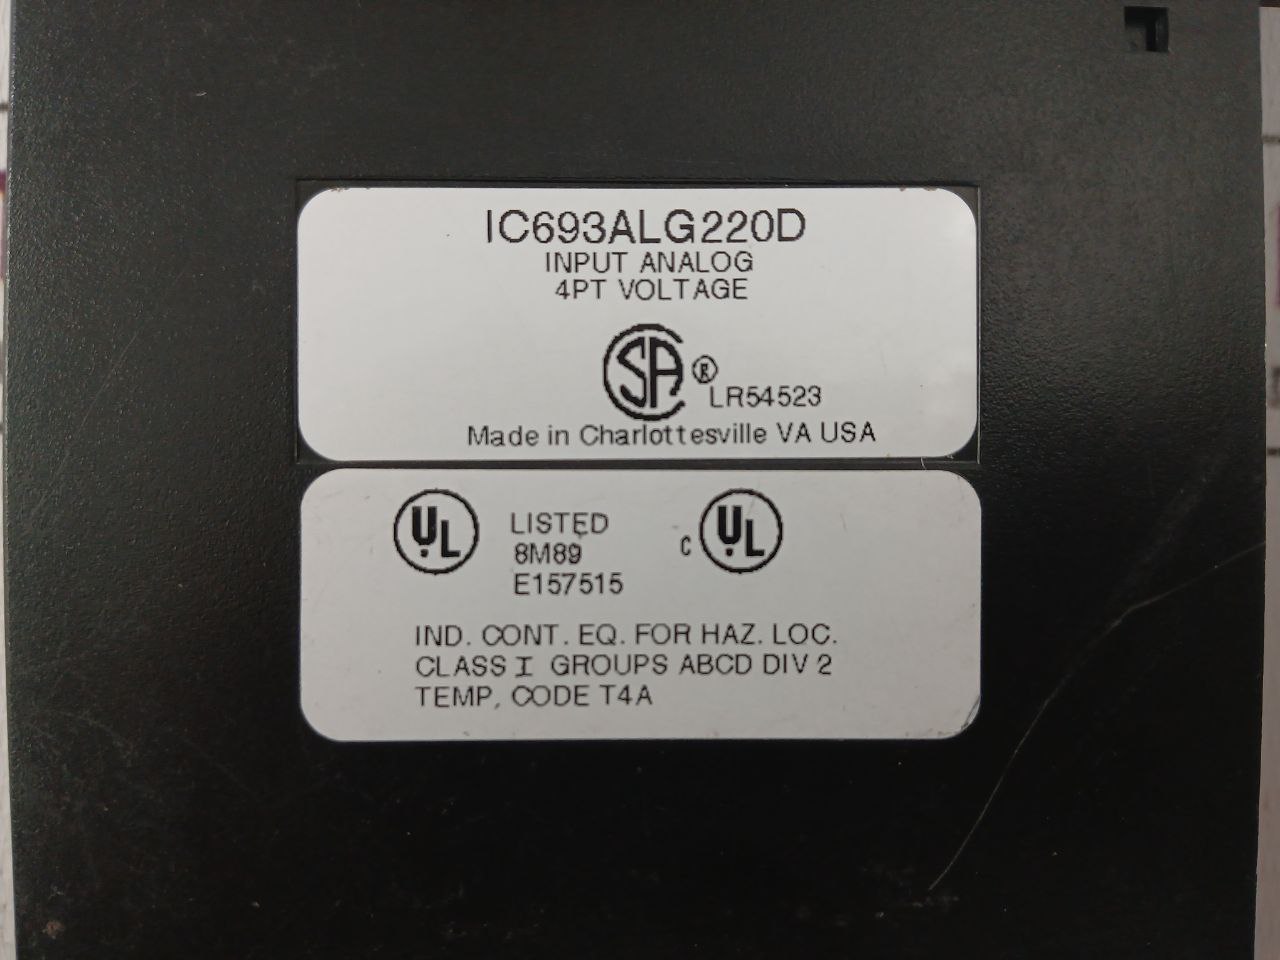 IC693ALG220D
INPUT ANALOG
4PT VOLTAGE
SA ® LR54523
Made in Charlottesville VA USA
UL LISTED C UL
8M89
E157515
IND. CONT. EQ. FOR HAZ. LOC.
CLASS I GROUPS ABCD DIV 2
TEMP. CODE T4A